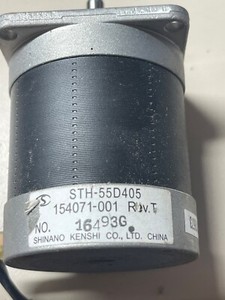 STH-55D405
154071-001 Rev.T
NO. 16493G
SHINANO KENSHI CO., LTD. CHINA